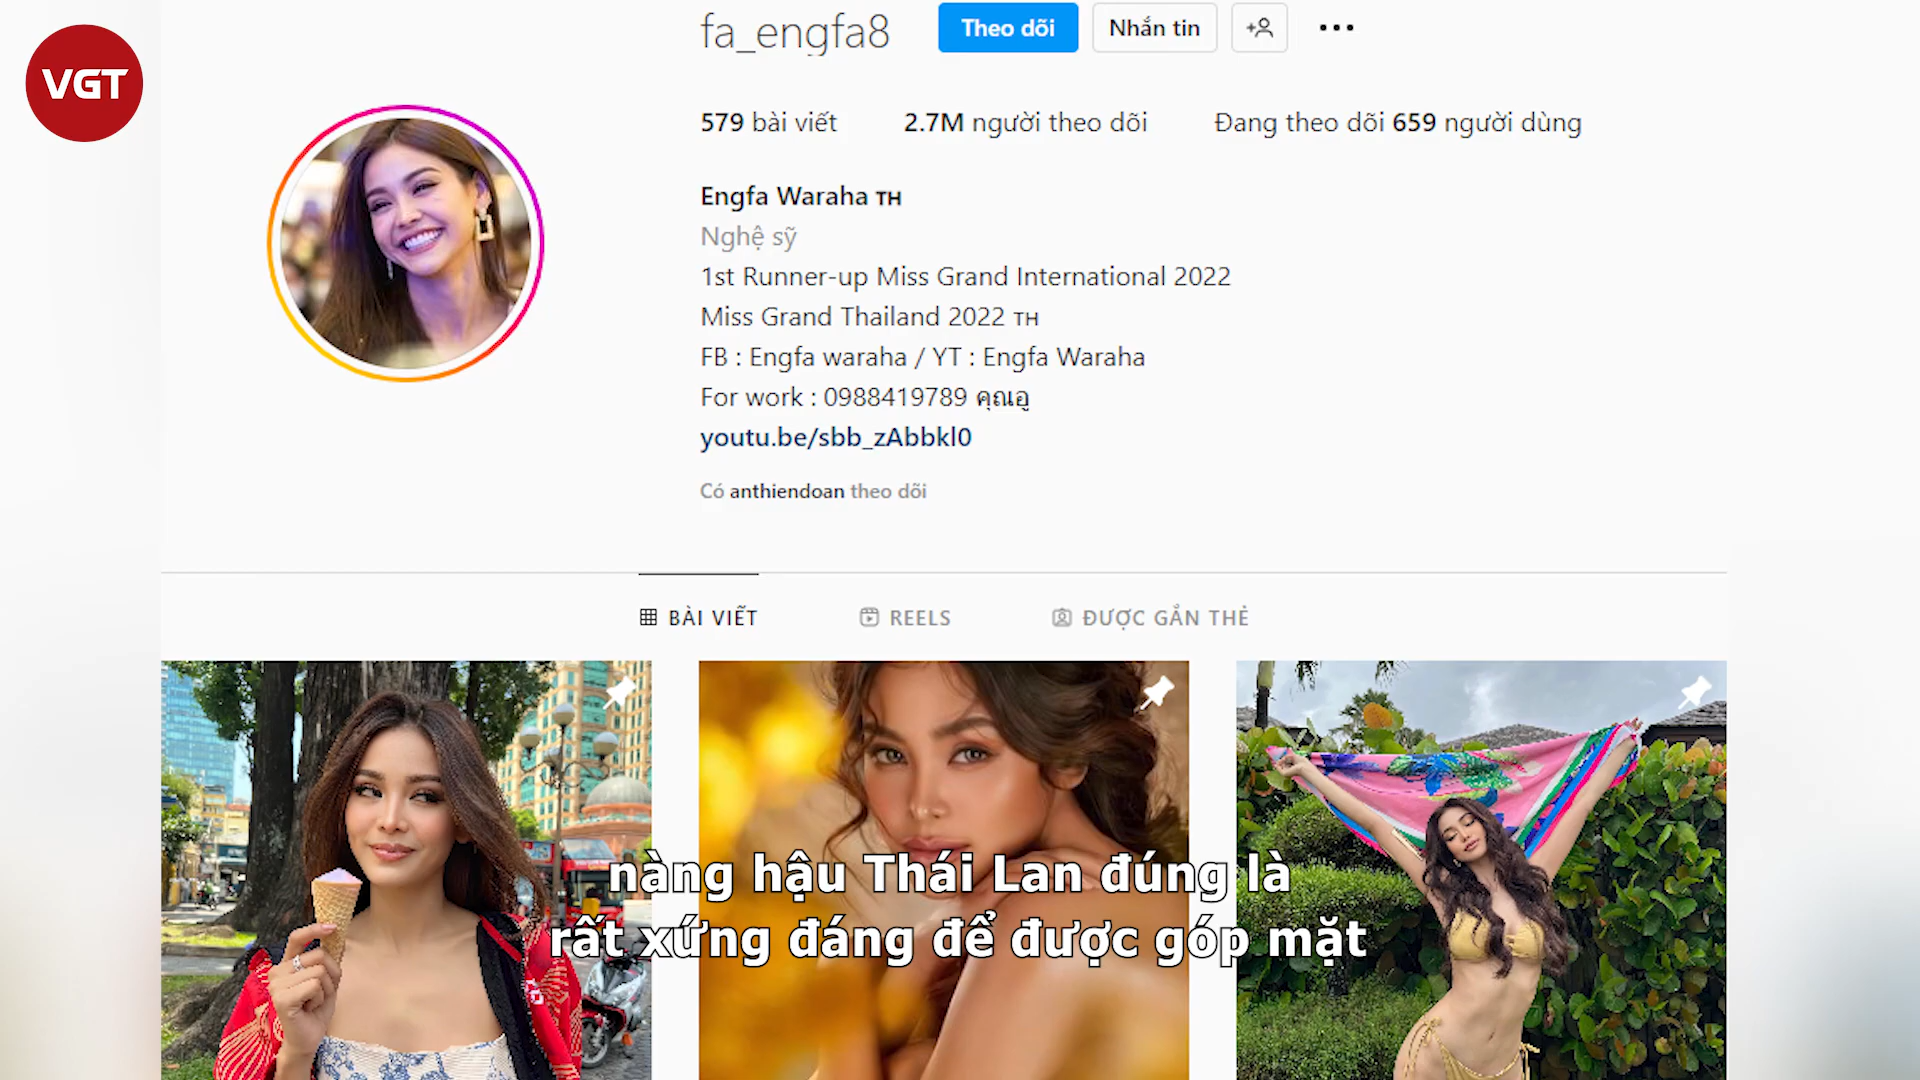 VGT
fa_engfa8
Theo dõi
Nhắn tin
579 bài viết
2.7M người theo dõi
Đang theo dõi 659 người dùng
Engfa Waraha TH
Nghệ sỹ
1st Runner-up Miss Grand International 2022
Miss Grand Thailand 2022 TH
FB : Engfa waraha / YT : Engfa Waraha
For work : 0988419789 คุณอู
youtu.be/sbb_zAbbkl0
Có anthiendoan theo dõi
BÀI VIẾT
REELS
ĐƯỢC GẮN THẺ
nàng hậu Thái Lan đúng là
rất xứng đáng để được góp mặt